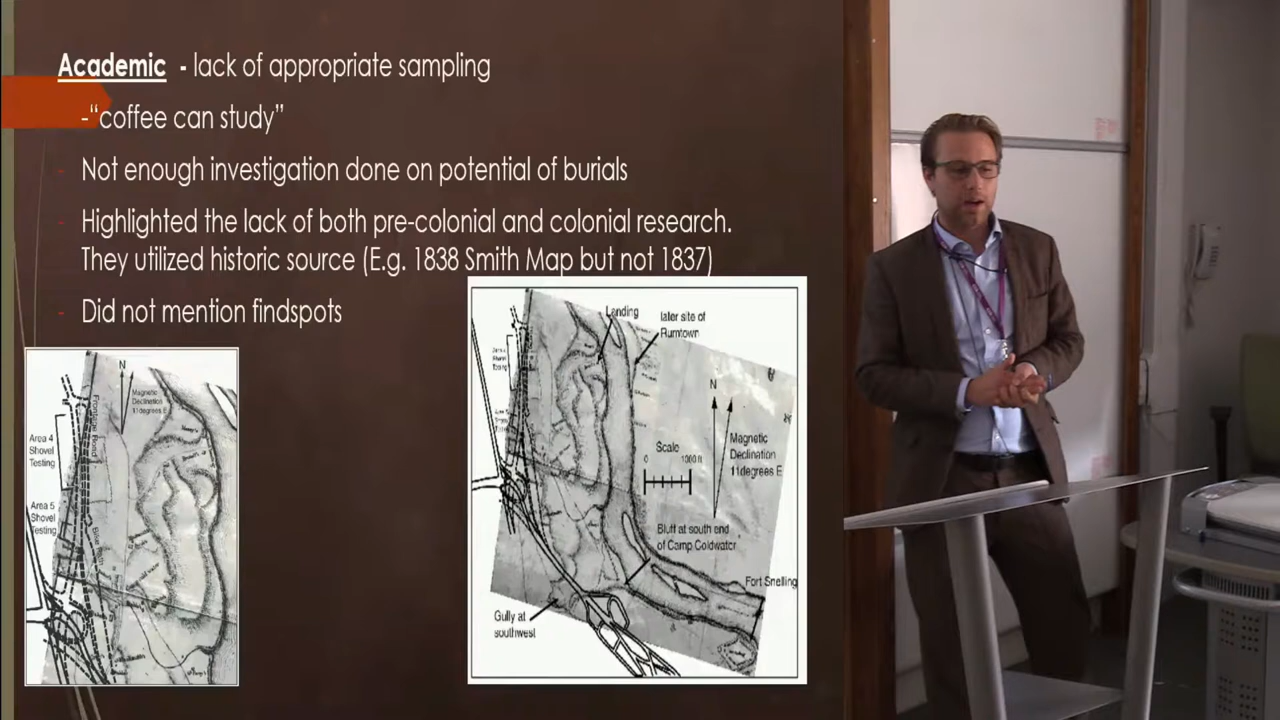 Academic - lack of appropriate sampling
-“coffee can study”
- Not enough investigation done on potential of burials
- Highlighted the lack of both pre-colonial and colonial research.
They utilized historic source (E.g. 1838 Smith Map but not 1837)
- Did not mention findspots
N
Magnetic
Declination
11degrees E
Frontage Road
Area 4
Shovel
Testing
Area 5
Shovel
Testing
Landing
later site of
Rumtown
N
Scale
0 1000 ft
Magnetic
Declination
11degrees E
Bluff at south end
of Camp Coldwater
Fort Snelling
Gully at
southwest